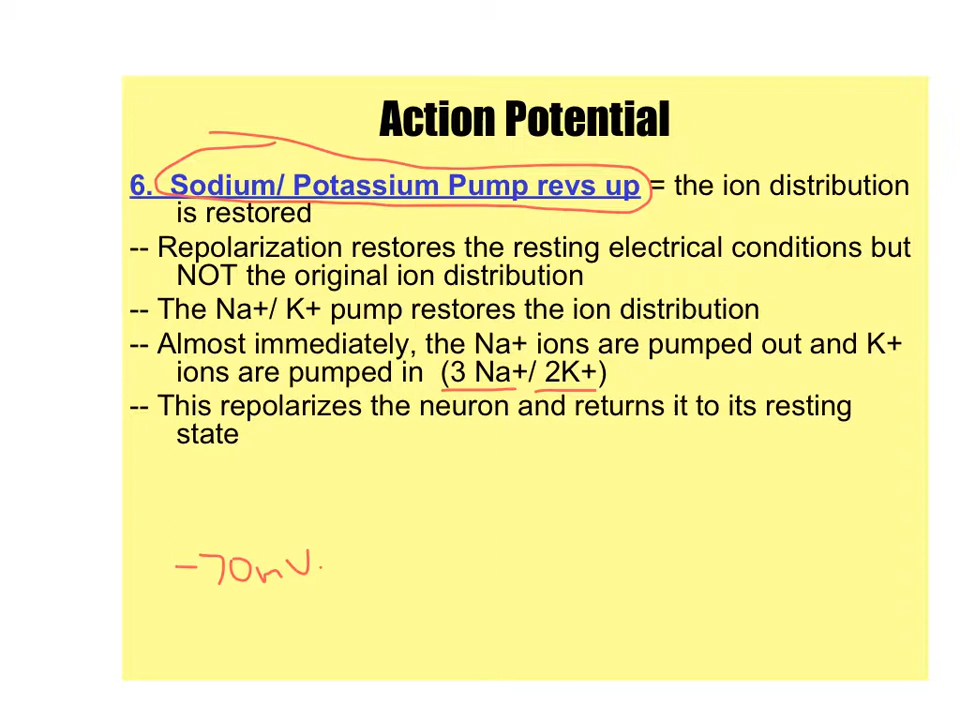 Action Potential
6. Sodium/ Potassium Pump revs up = the ion distribution
is restored
-- Repolarization restores the resting electrical conditions but
NOT the original ion distribution
-- The Na+/ K+ pump restores the ion distribution
-- Almost immediately, the Na+ ions are pumped out and K+
ions are pumped in (3 Na+/ 2K+)
-- This repolarizes the neuron and returns it to its resting
state
-70mV.